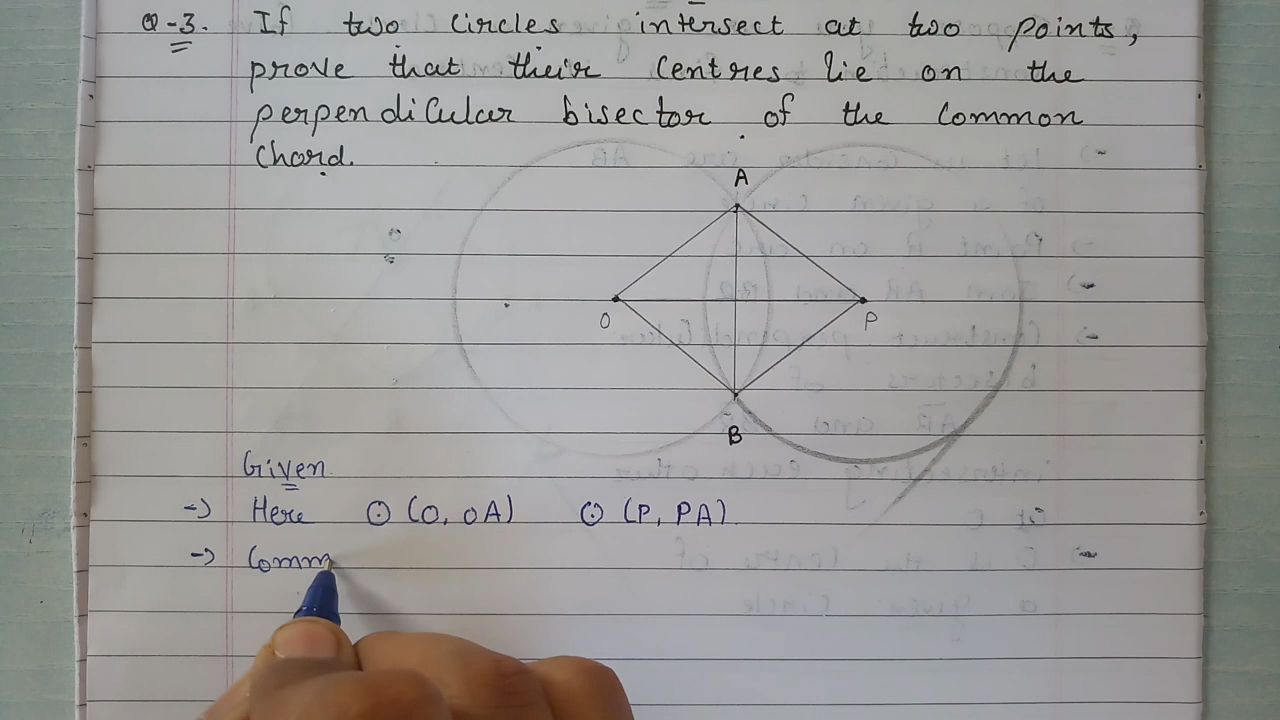 Q-3. If two circles intersect at two points,
prove that their centres lie on the
perpendicular bisector of the common
chord.
A
O
P
B
Given
→ Here ⊙ (O, OA) ⊙ (P, PA)
→ Comm